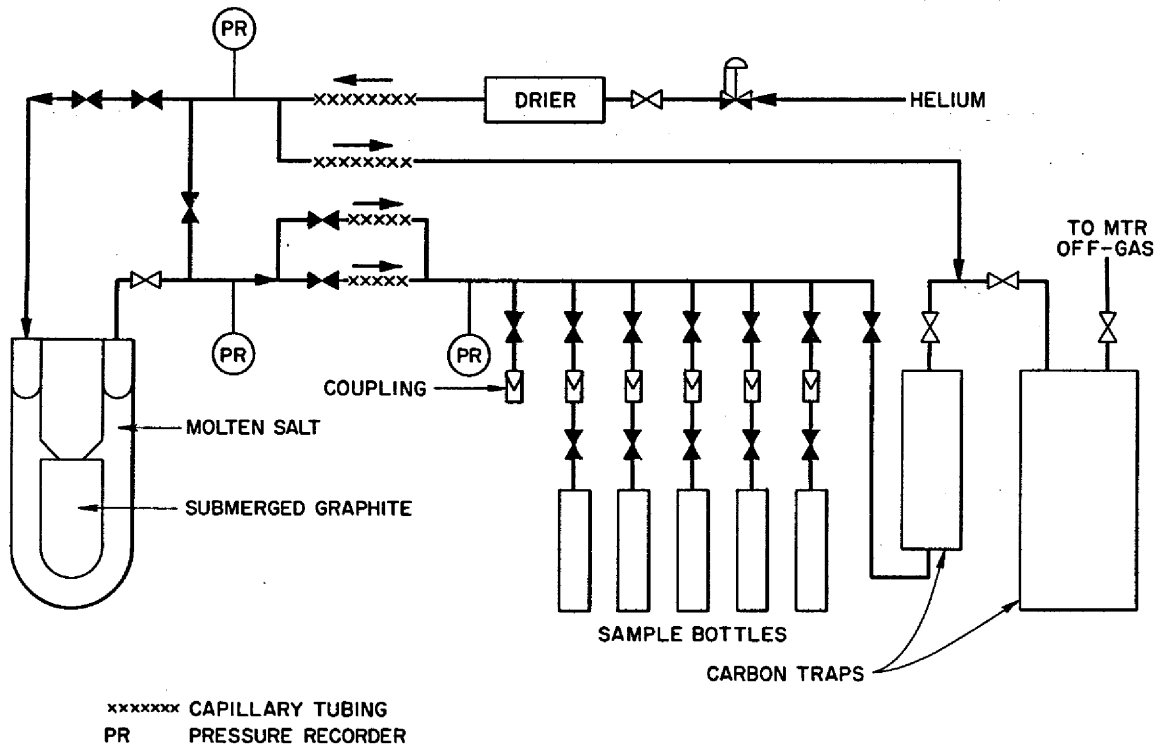 PR
DRIER
HELIUM
TO MTR
OFF-GAS
PR
PR
COUPLING
MOLTEN SALT
SUBMERGED GRAPHITE
SAMPLE BOTTLES
CARBON TRAPS
xxxxxxx CAPILLARY TUBING
PR PRESSURE RECORDER